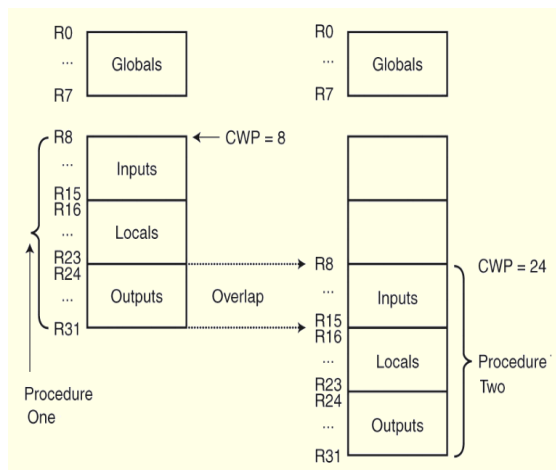 R0
...
R7
Globals
R8
...
R15
R16
...
R23
R24
...
R31
CWP = 8
Inputs
Locals
Outputs
Overlap
Procedure
One
R0
...
R7
Globals
R8
...
R15
R16
...
R23
R24
...
R31
CWP = 24
Inputs
Locals
Outputs
Procedure
Two